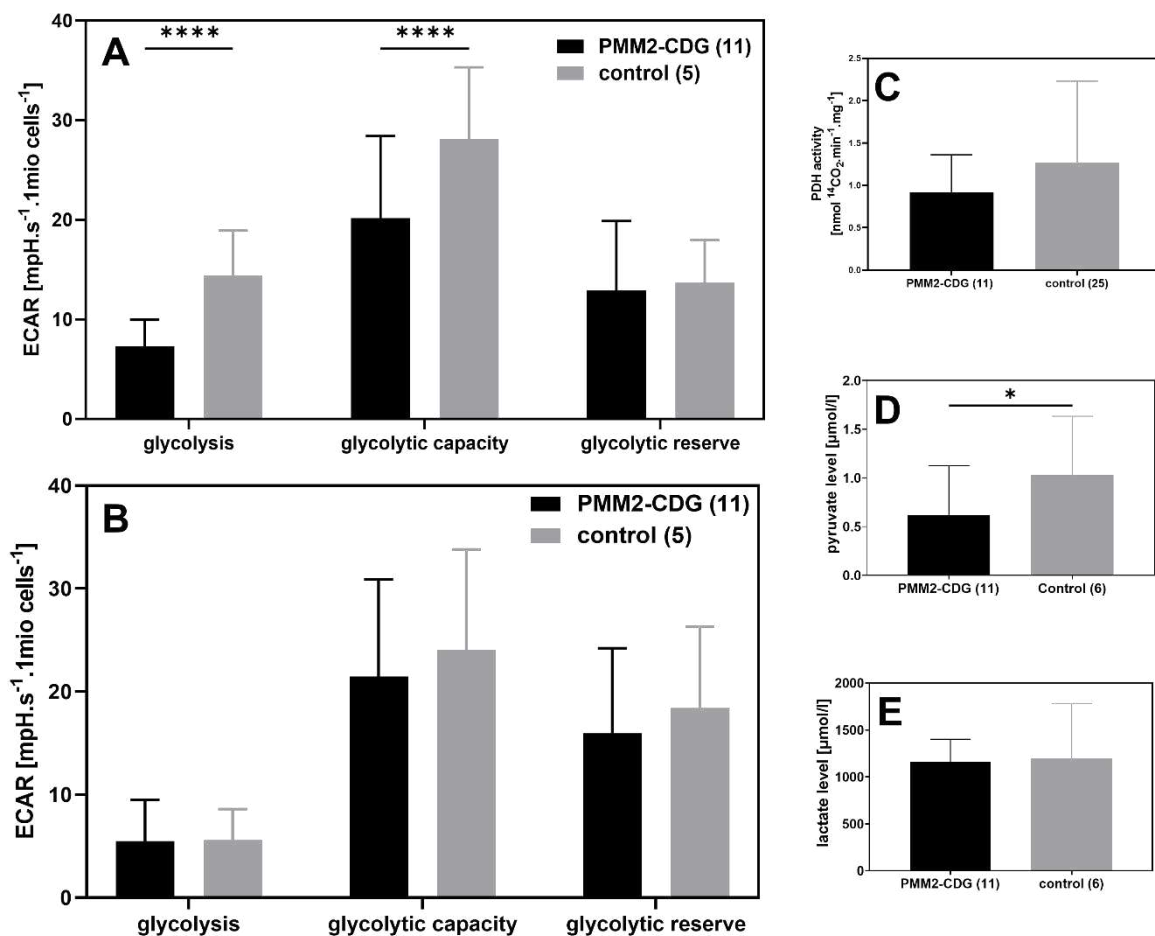 A
**** ****
PMM2-CDG (11)
control (5)
ECAR [mpH.s⁻¹.1mio cells⁻¹]
40
30
20
10
0
glycolysis glycolytic capacity glycolytic reserve
B
PMM2-CDG (11)
control (5)
ECAR [mpH.s⁻¹.1mio cells⁻¹]
40
30
20
10
0
glycolysis glycolytic capacity glycolytic reserve
C
PDH activity
[nmol ¹⁴CO₂.min⁻¹.mg⁻¹]
2.5
2.0
1.5
1.0
0.5
0.0
PMM2-CDG (11) control (25)
D
*
pyruvate level [µmol/l]
2.0
1.5
1.0
0.5
0.0
PMM2-CDG (11) Control (6)
E
lactate level [µmol/l]
2000
1500
1000
500
0
PMM2-CDG (11) control (6)